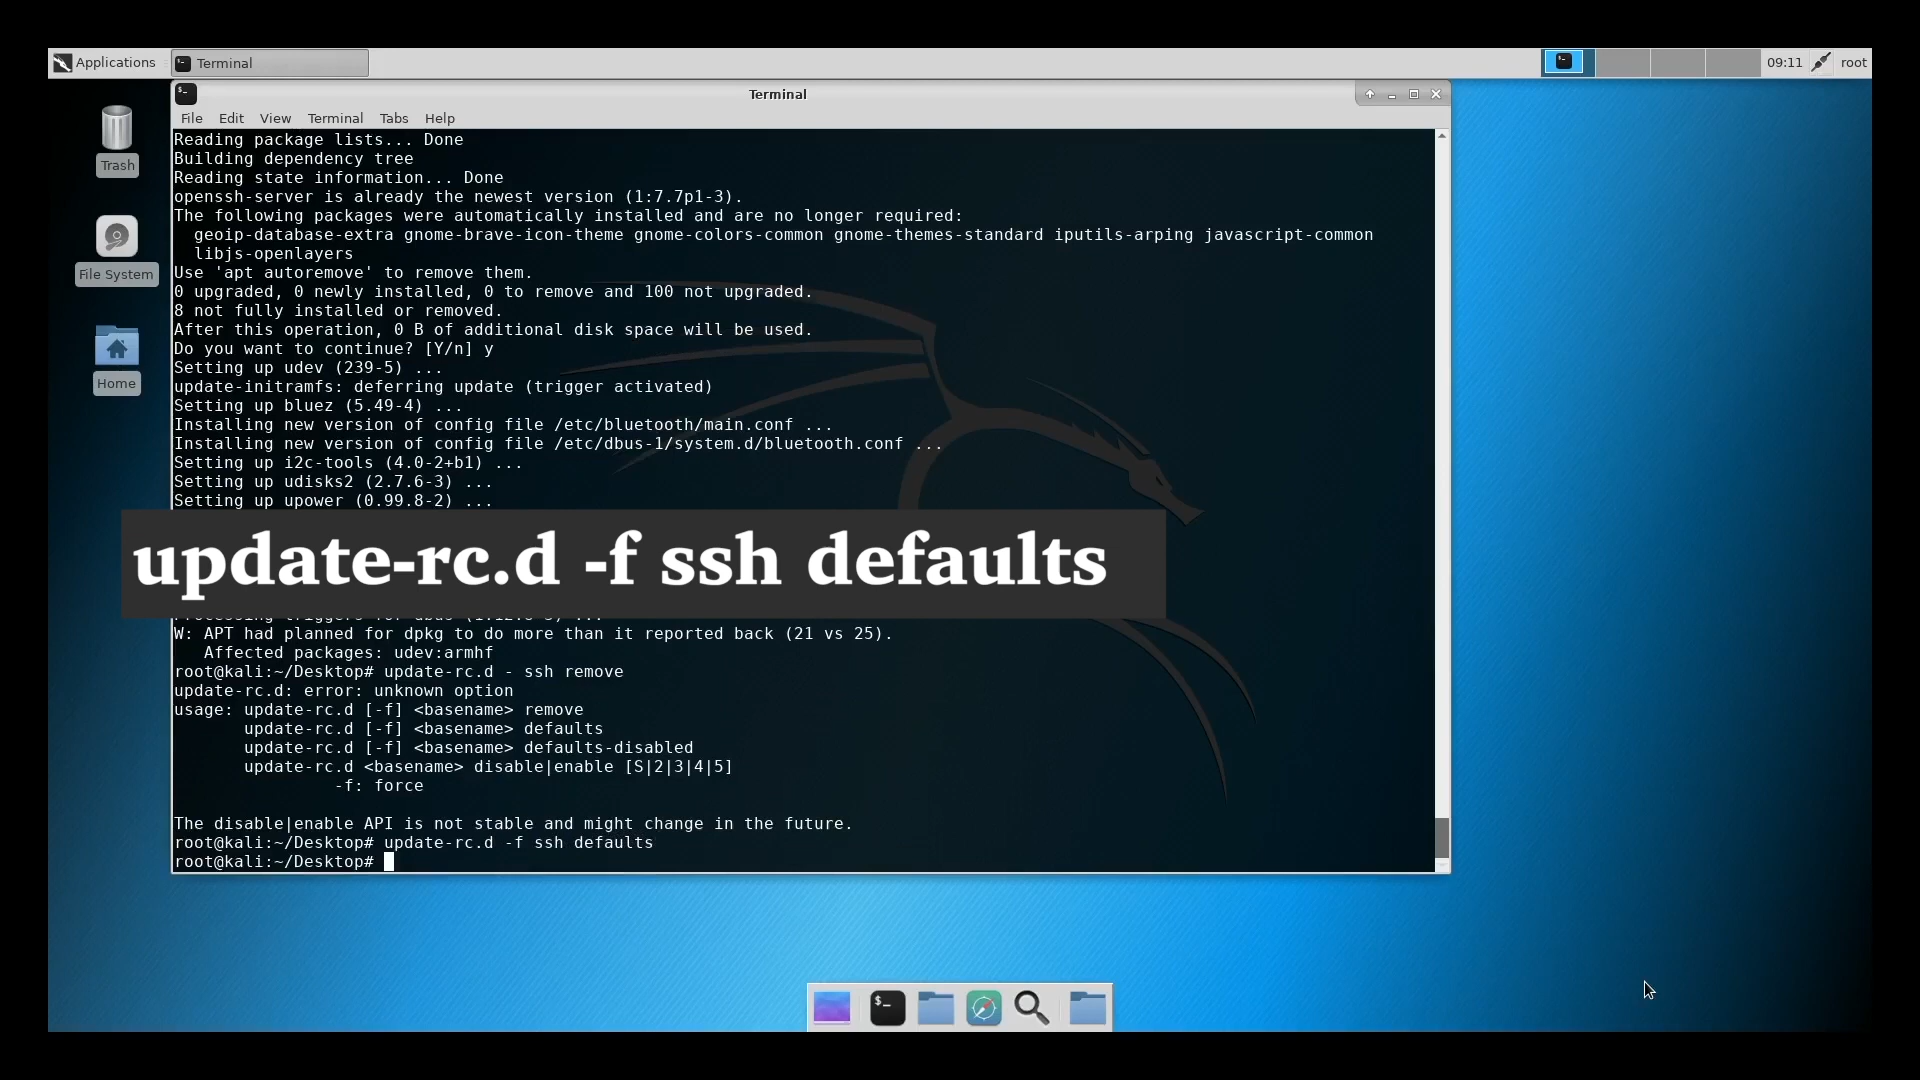 Applications
Terminal
09:11
root
Terminal
File Edit View Terminal Tabs Help
Trash
File System
Home
Reading package lists... Done
Building dependency tree
Reading state information... Done
openssh-server is already the newest version (1:7.7p1-3).
The following packages were automatically installed and are no longer required:
  geoip-database-extra gnome-brave-icon-theme gnome-colors-common gnome-themes-standard iputils-arping javascript-common
  libjs-openlayers
Use 'apt autoremove' to remove them.
0 upgraded, 0 newly installed, 0 to remove and 100 not upgraded.
8 not fully installed or removed.
After this operation, 0 B of additional disk space will be used.
Do you want to continue? [Y/n] y
Setting up udev (239-5) ...
update-initramfs: deferring update (trigger activated)
Setting up bluez (5.49-4) ...
Installing new version of config file /etc/bluetooth/main.conf ...
Installing new version of config file /etc/dbus-1/system.d/bluetooth.conf ...
Setting up i2c-tools (4.0-2+b1) ...
Setting up udisks2 (2.7.6-3) ...
Setting up upower (0.99.8-2) ...
update-rc.d -f ssh defaults
W: APT had planned for dpkg to do more than it reported back (21 vs 25).
   Affected packages: udev:armhf
root@kali:~/Desktop# update-rc.d - ssh remove
update-rc.d: error: unknown option
usage: update-rc.d [-f] <basename> remove
       update-rc.d [-f] <basename> defaults
       update-rc.d [-f] <basename> defaults-disabled
       update-rc.d <basename> disable|enable [S|2|3|4|5]
                -f: force
The disable|enable API is not stable and might change in the future.
root@kali:~/Desktop# update-rc.d -f ssh defaults
root@kali:~/Desktop#